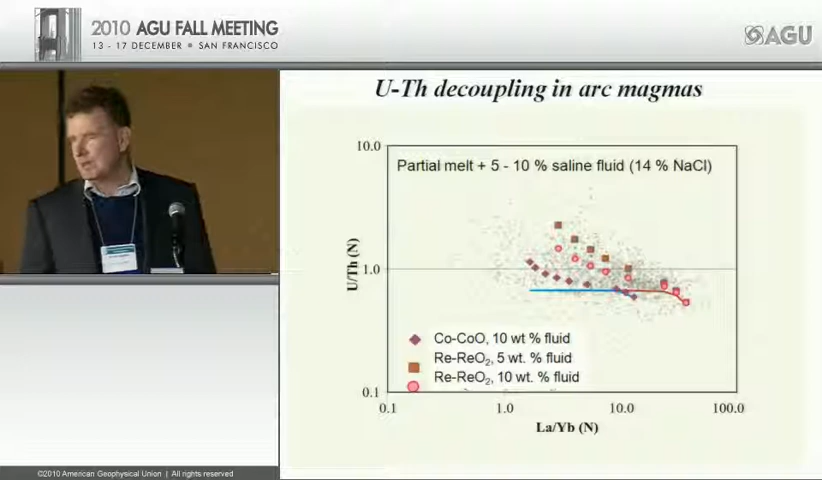 2010 AGU FALL MEETING
13 - 17 DECEMBER SAN FRANCISCO
AGU
U-Th decoupling in arc magmas
10.0
Partial melt + 5 - 10 % saline fluid (14 % NaCl)
U/Th (N)
1.0
Co-CoO, 10 wt % fluid
Re-ReO₂, 5 wt. % fluid
Re-ReO₂, 10 wt. % fluid
0.1
0.1 1.0 10.0 100.0
La/Yb (N)
©2010 American Geophysical Union | All rights reserved